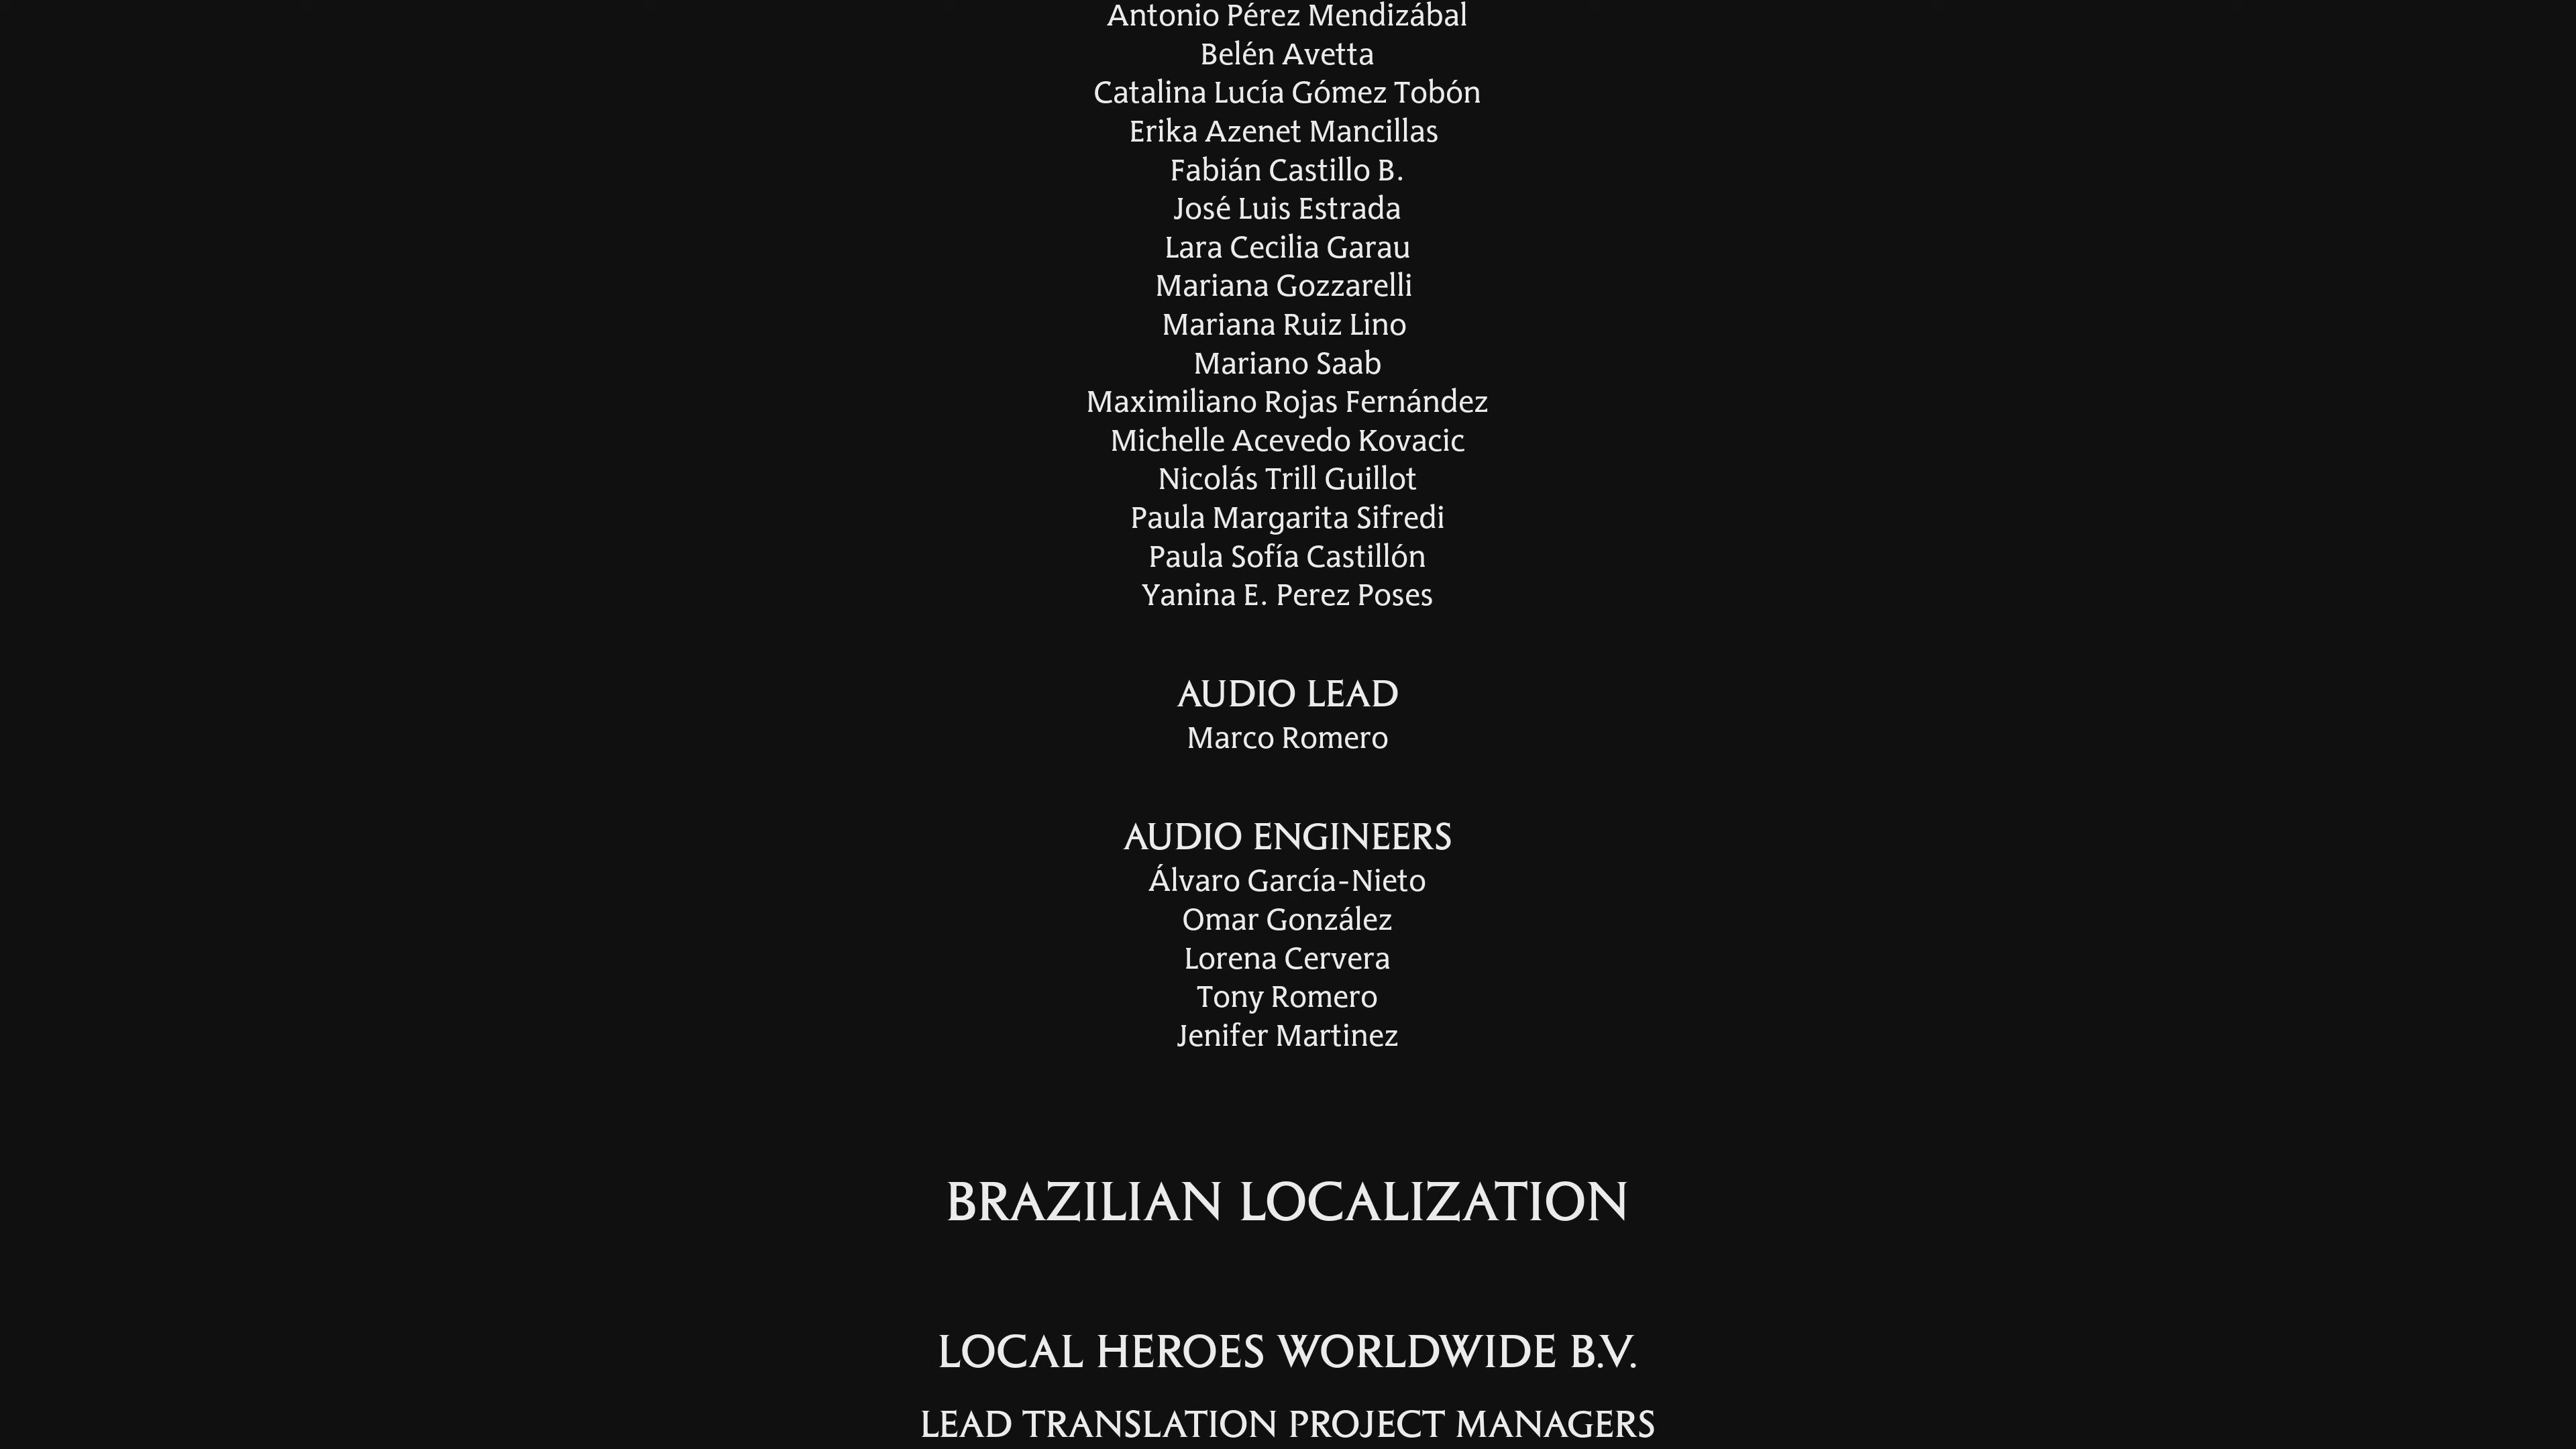 Antonio Pérez Mendizábal
Belén Avetta
Catalina Lucía Gómez Tobón
Erika Azenet Mancillas
Fabián Castillo B.
José Luis Estrada
Lara Cecilia Garau
Mariana Gozzarelli
Mariana Ruiz Lino
Mariano Saab
Maximiliano Rojas Fernández
Michelle Acevedo Kovacic
Nicolás Trill Guillot
Paula Margarita Sifredi
Paula Sofía Castillón
Yanina E. Perez Poses
AUDIO LEAD
Marco Romero
AUDIO ENGINEERS
Álvaro García-Nieto
Omar González
Lorena Cervera
Tony Romero
Jenifer Martinez
BRAZILIAN LOCALIZATION
LOCAL HEROES WORLDWIDE B.V.
LEAD TRANSLATION PROJECT MANAGERS